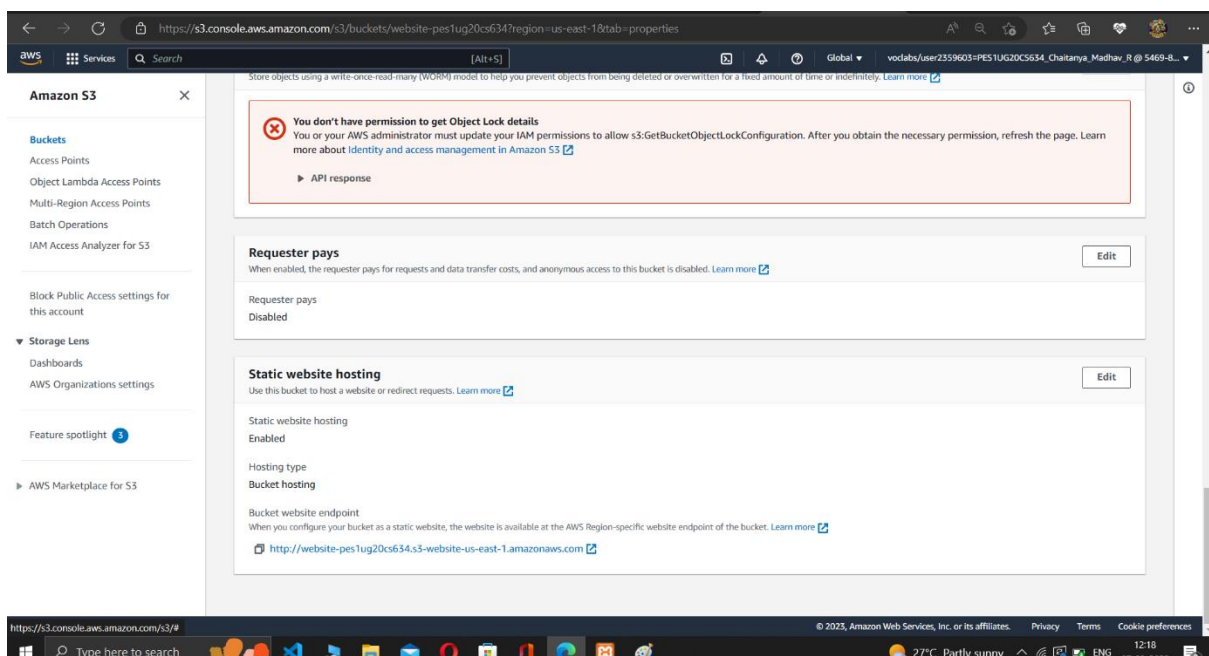 https://s3.console.aws.amazon.com/s3/buckets/website-pes1ug20cs634?region=us-east-1&tab=properties
aws
Services
Search
[Alt+S]
Global
voclabs/user2359603=PES1UG20CS634_Chaitanya_Madhav_R @ 5469-8...
Amazon S3
Buckets
Access Points
Object Lambda Access Points
Multi-Region Access Points
Batch Operations
IAM Access Analyzer for S3
Block Public Access settings for
this account
Storage Lens
Dashboards
AWS Organizations settings
Feature spotlight 3
AWS Marketplace for S3
Store objects using a write-once-read-many (WORM) model to help you prevent objects from being deleted or overwritten for a fixed amount of time or indefinitely. Learn more
You don't have permission to get Object Lock details
You or your AWS administrator must update your IAM permissions to allow s3:GetBucketObjectLockConfiguration. After you obtain the necessary permission, refresh the page. Learn
more about Identity and access management in Amazon S3
API response
Requester pays
Edit
When enabled, the requester pays for requests and data transfer costs, and anonymous access to this bucket is disabled. Learn more
Requester pays
Disabled
Static website hosting
Edit
Use this bucket to host a website or redirect requests. Learn more
Static website hosting
Enabled
Hosting type
Bucket hosting
Bucket website endpoint
When you configure your bucket as a static website, the website is available at the AWS Region-specific website endpoint of the bucket. Learn more
http://website-pes1ug20cs634.s3-website-us-east-1.amazonaws.com
https://s3.console.aws.amazon.com/s3/#
© 2023, Amazon Web Services, Inc. or its affiliates. Privacy Terms Cookie preferences
Type here to search
27°C Partly sunny
ENG
12:18